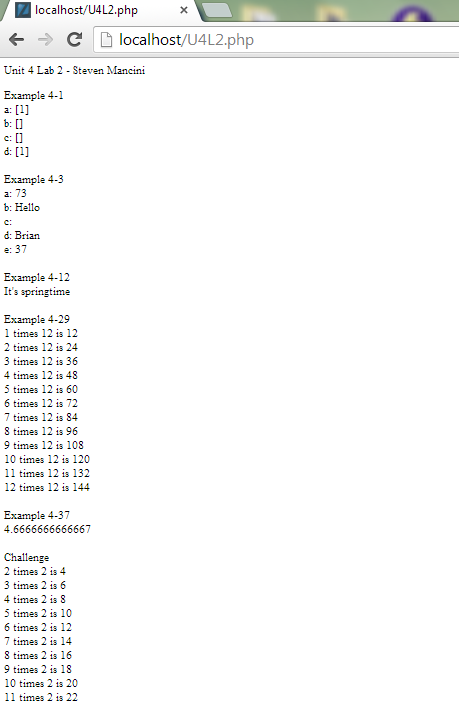 localhost/U4L2.php
localhost/U4L2.php
Unit 4 Lab 2 - Steven Mancini
Example 4-1
a: [1]
b: []
c: []
d: [1]
Example 4-3
a: 73
b: Hello
c:
d: Brian
e: 37
Example 4-12
It's springtime
Example 4-29
1 times 12 is 12
2 times 12 is 24
3 times 12 is 36
4 times 12 is 48
5 times 12 is 60
6 times 12 is 72
7 times 12 is 84
8 times 12 is 96
9 times 12 is 108
10 times 12 is 120
11 times 12 is 132
12 times 12 is 144
Example 4-37
4.6666666666667
Challenge
2 times 2 is 4
3 times 2 is 6
4 times 2 is 8
5 times 2 is 10
6 times 2 is 12
7 times 2 is 14
8 times 2 is 16
9 times 2 is 18
10 times 2 is 20
11 times 2 is 22